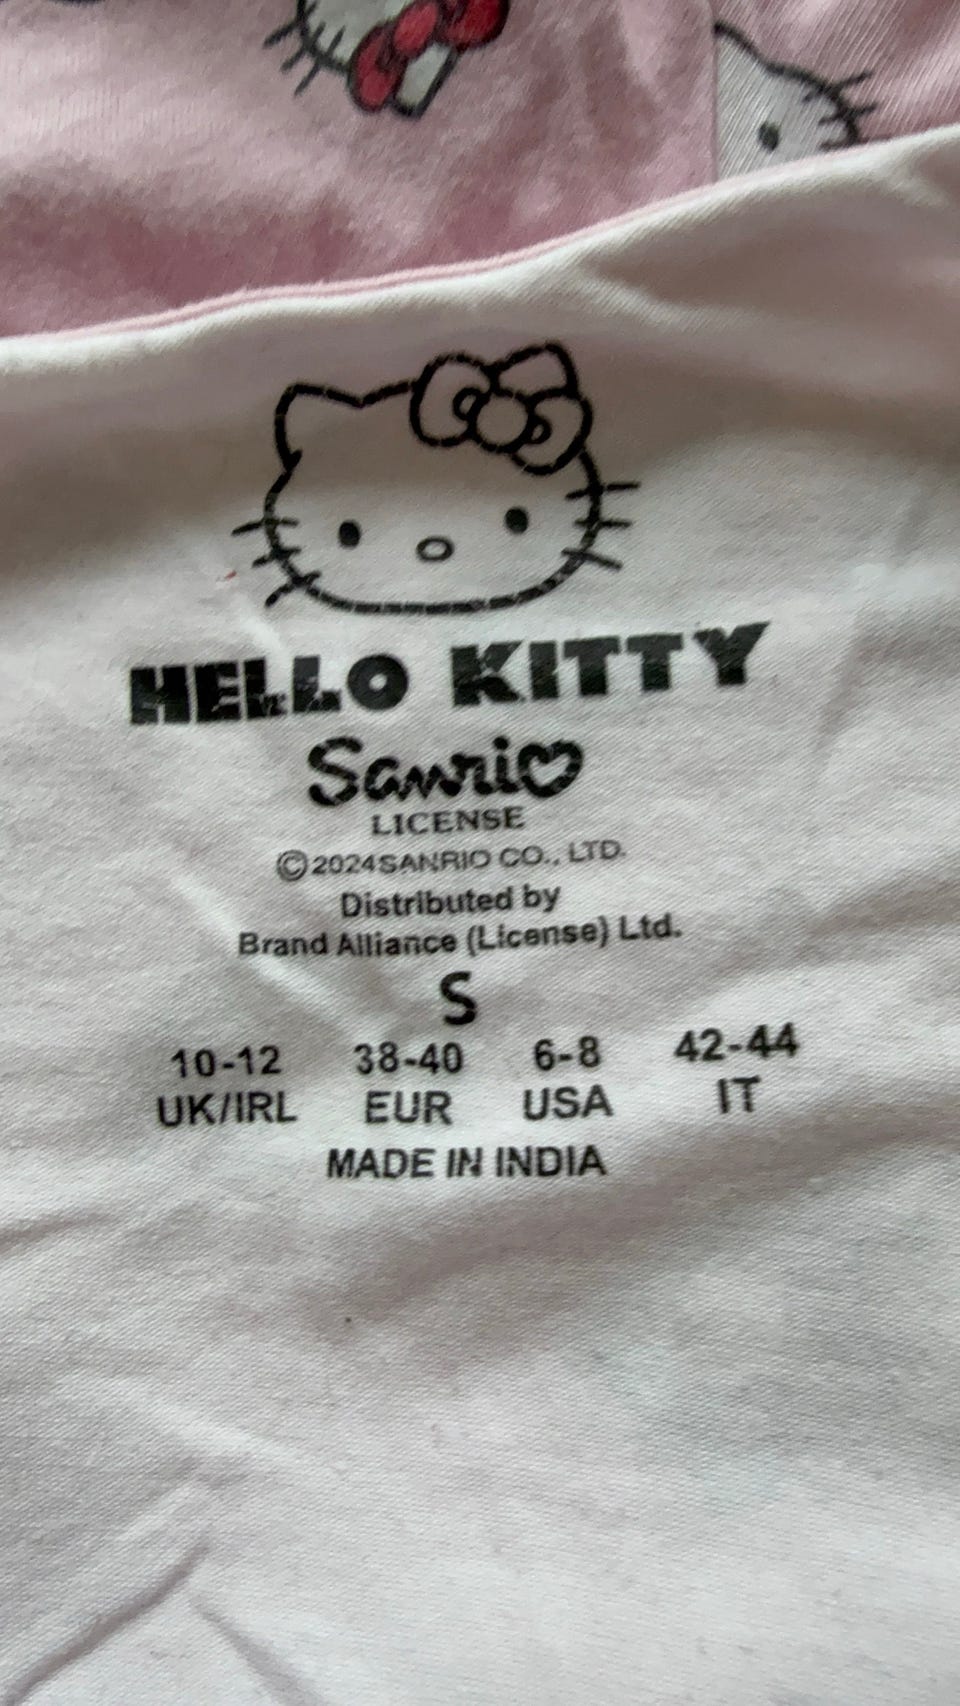 HELLO KITTY
Sanrio
LICENSE
©2024SANRIO CO., LTD.
Distributed by
Brand Alliance (License) Ltd.
S
10-12 38-40 6-8 42-44
UK/IRL EUR USA IT
MADE IN INDIA